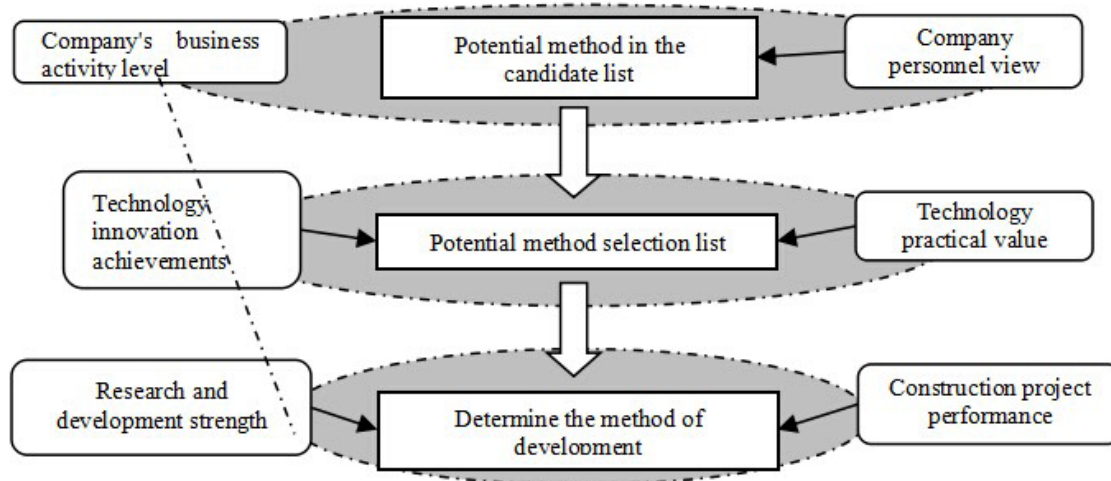 Company's business
activity level
Potential method in the
candidate list
Company
personnel view
Technology
innovation
achievements
Potential method selection list
Technology
practical value
Research and
development strength
Determine the method of
development
Construction project
performance